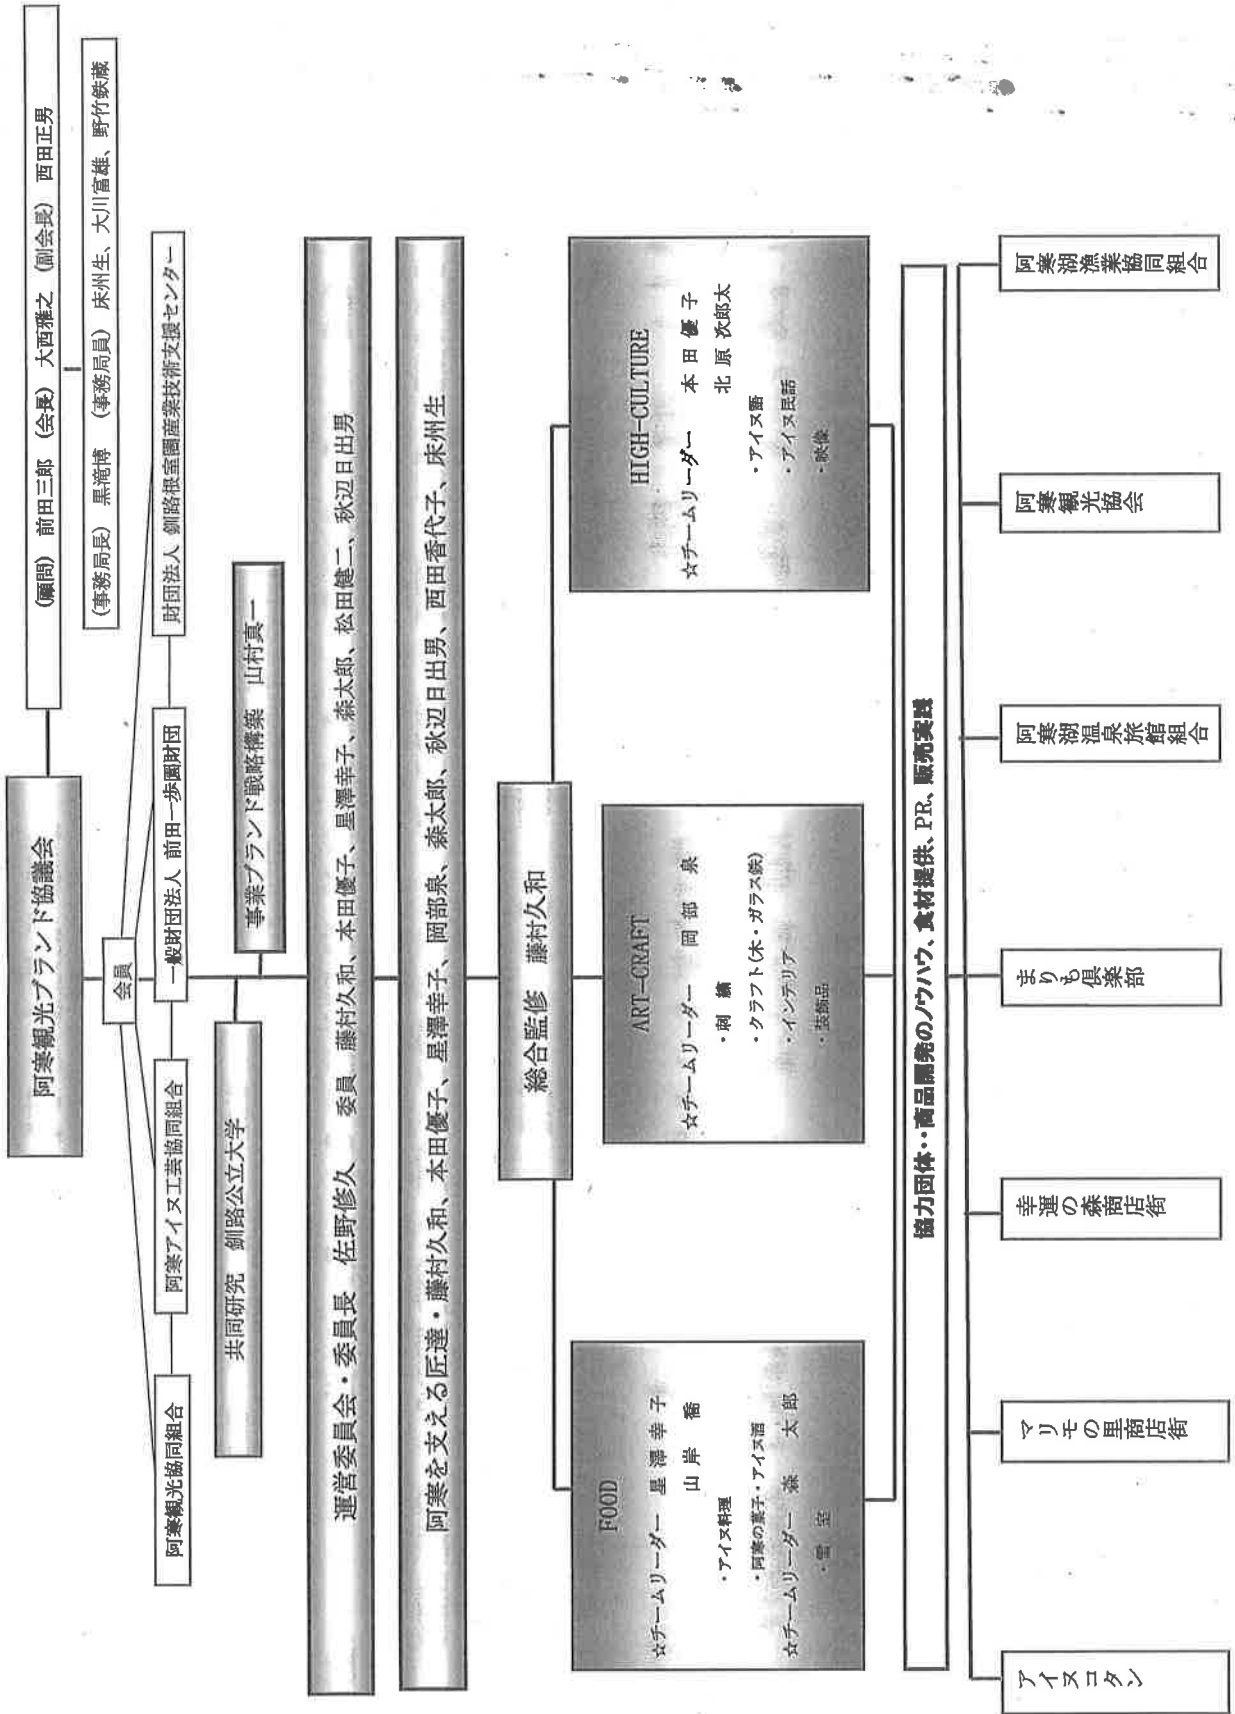 阿寒観光ブランド協議会
(顧問) 前田三郎 (会長) 大西雅之 (副会長) 西田正男
(事務局長) 黒滝博 (事務局員) 床州生、大川富雄、野竹鉄蔵
会員
阿寒観光協同組合
阿寒アイヌ工芸協同組合
一般財団法人 前田一歩園財団
財団法人 釧路根室圏産業技術支援センター
共同研究 釧路公立大学
事業ブランド戦略構築 山村真一
運営委員会・委員長 佐野修久 委員 藤村久和、本田優子、星澤幸子、森太郎、松田健二、秋辺日出男
阿寒を支える匠達・藤村久和、本田優子、星澤幸子、岡部泉、森太郎、秋辺日出男、西田香代子、床州生
総合監修 藤村久和
FOOD
☆チームリーダー 星澤幸子
山岸喬
・アイヌ料理
・阿寒の菓子・アイヌ酒
☆チームリーダー 森 太郎
・雪室
ART-CRAFT
☆チームリーダー 岡部 泉
・刺繍
・クラフト(木・ガラス鉄)
・インテリア
・装飾品
HIGH-CULTURE
☆チームリーダー 本田優子
北原次郎太
・アイヌ語
・アイヌ民話
・映像
協力団体・・商品開発のノウハウ、食材提供、PR、販売実践
アイヌコタン
マリモの里商店街
幸運の森商店街
まりも倶楽部
阿寒湖温泉旅館組合
阿寒観光協会
阿寒湖漁業協同組合